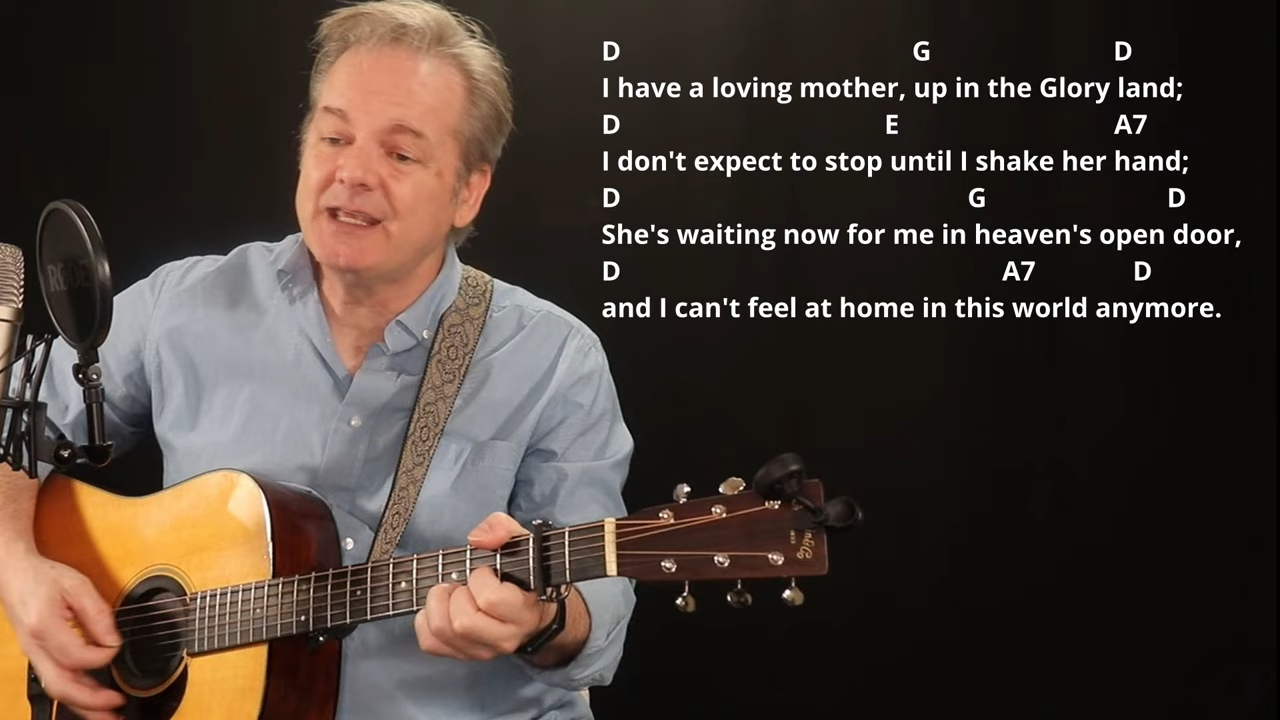 D G D
I have a loving mother, up in the Glory land;
D E A7
I don't expect to stop until I shake her hand;
D G D
She's waiting now for me in heaven's open door,
D A7 D
and I can't feel at home in this world anymore.
RODE